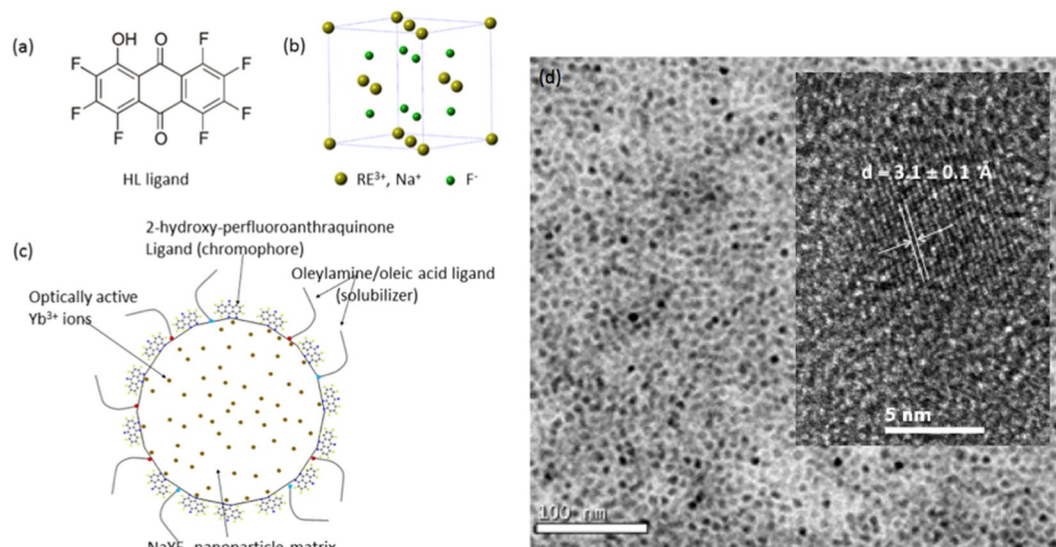 (a)
OH
O
F
F
F
F
F
F
F
O
HL ligand
(b)
RE³⁺, Na⁺
F⁻
(c)
2-hydroxy-perfluoroanthraquinone
Ligand (chromophore)
Oleylamine/oleic acid ligand
(solubilizer)
Optically active
Yb³⁺ ions
NaYF₄ nanoparticle matrix
(d)
d = 3.1 ± 0.1 Å
5 nm
100 nm